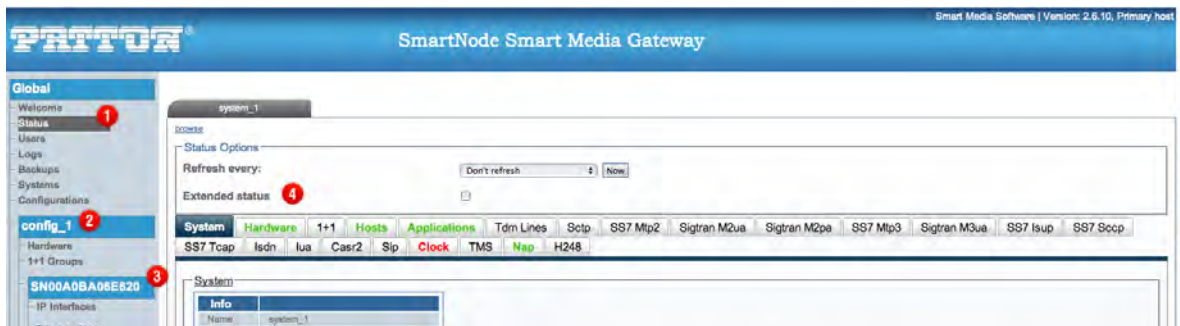 Smart Media Software | Version: 2.6.10, Primary host
PATTON®
SmartNode Smart Media Gateway
Global
Welcome
Status 1
Users
Logs
Backups
Systems
Configurations
config_1 2
Hardware
1+1 Groups
SN00A0BA06E620 3
IP Interfaces
system_1
browse
Status Options
Refresh every: Don't refresh Now
Extended status 4
System Hardware 1+1 Hosts Applications Tdm Lines Sctp SS7 Mtp2 Sigtran M2ua Sigtran M2pa SS7 Mtp3 Sigtran M3ua SS7 Isup SS7 Sccp
SS7 Tcap Isdn Iua Casr2 Sip Clock TMS Nap H248
System
Info
Name system_1